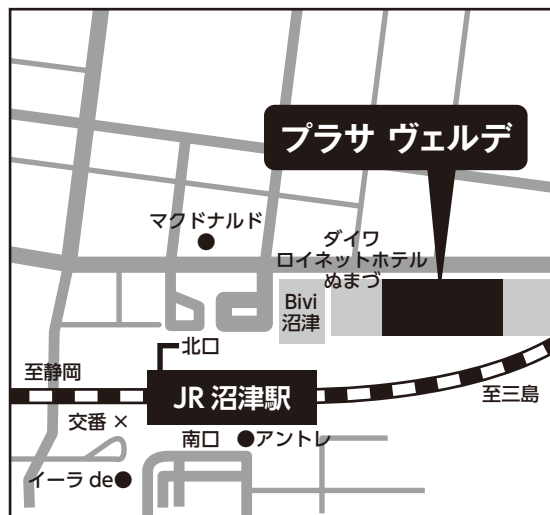 プラサ ヴェルデ
マクドナルド
ダイワ
ロイネットホテル
ぬまづ
Bivi
沼津
北口
至静岡
JR 沼津駅
至三島
交番 ×
南口
アントレ
イーラ de